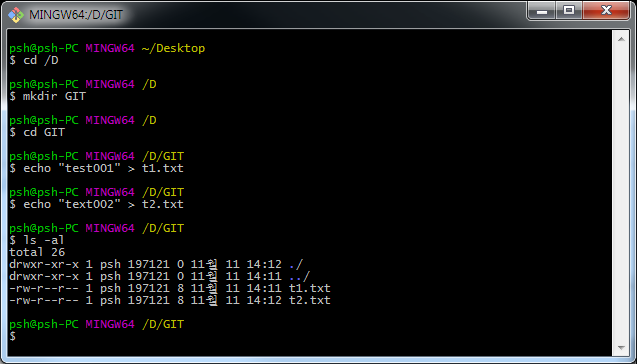 MINGW64:/D/GIT
psh@psh-PC MINGW64 ~/Desktop
$ cd /D
psh@psh-PC MINGW64 /D
$ mkdir GIT
psh@psh-PC MINGW64 /D
$ cd GIT
psh@psh-PC MINGW64 /D/GIT
$ echo "test001" > t1.txt
psh@psh-PC MINGW64 /D/GIT
$ echo "text002" > t2.txt
psh@psh-PC MINGW64 /D/GIT
$ ls -al
total 26
drwxr-xr-x 1 psh 197121 0 11월 11 14:12 ./
drwxr-xr-x 1 psh 197121 0 11월 11 14:11 ../
-rw-r--r-- 1 psh 197121 8 11월 11 14:11 t1.txt
-rw-r--r-- 1 psh 197121 8 11월 11 14:12 t2.txt
psh@psh-PC MINGW64 /D/GIT
$